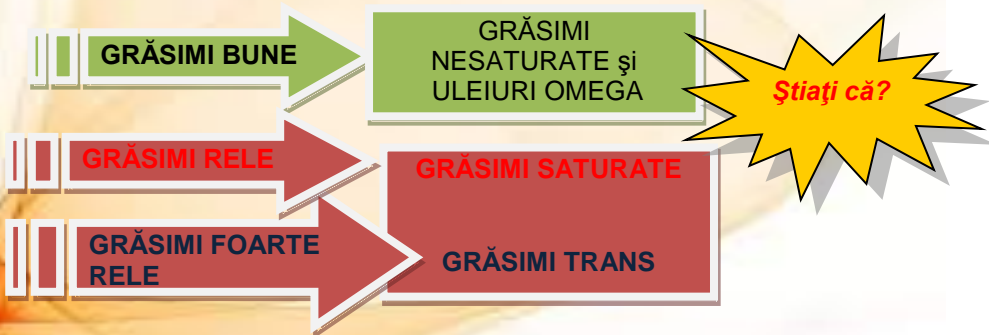 GRĂSIMI BUNE
GRĂSIMI
NESATURATE şi
ULEIURI OMEGA
Ştiaţi că?
GRĂSIMI RELE
GRĂSIMI SATURATE
GRĂSIMI FOARTE
RELE
GRĂSIMI TRANS